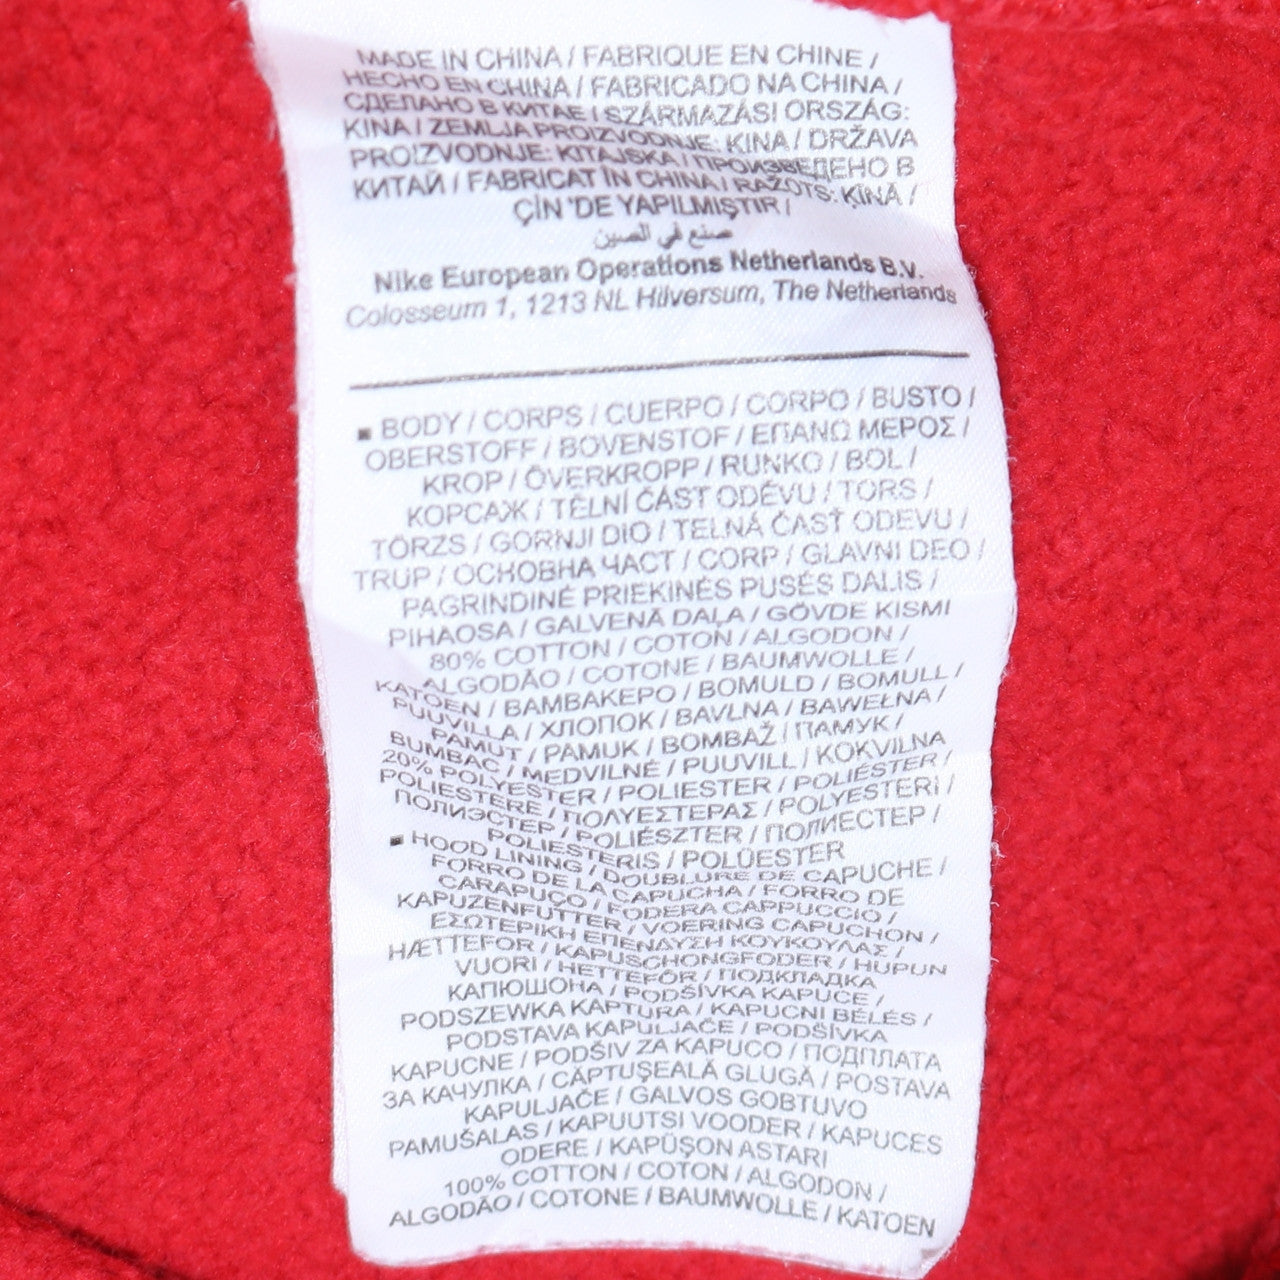 MADE IN CHINA / FABRIQUE EN CHINE /
HECHO EN CHINA / FABRICADO NA CHINA /
СДЕЛАНО В КИТАЕ / SZÁRMAZÁSI ORSZÁG:
KINA / ZEMLJA PROIZVODNJE: KINA / DRŽAVA
PROIZVODNJE: KITAJSKA / ПРОИЗВЕДЕНО В
КИТАЙ / FABRICAT ÎN CHINA / RAŽOTS: ĶĪNĀ /
ÇİN 'DE YAPILMIŞTIR /
صنع في الصين
Nike European Operations Netherlands B.V.
Colosseum 1, 1213 NL Hilversum, The Netherlands
▪ BODY / CORPS / CUERPO / CORPO / BUSTO /
OBERSTOFF / BOVENSTOF / ΕΠΑΝΩ ΜΕΡΟΣ /
KROP / ÖVERKROPP / RUNKO / BOL /
КОРСАЖ / TĚLNÍ ČÁST ODĚVU / TORS /
TÖRZS / GORNJI DIO / TELNÁ ČASŤ ODEVU /
TRUP / ОСНОВНА ЧАСТ / CORP / GLAVNI DEO /
PAGRINDINĖ PRIEKINĖS PUSĖS DALIS /
PIHAOSA / GALVENĀ DAĻA / GÖVDE KISMI
80% COTTON / COTON / ALGODON /
ALGODÃO / COTONE / BAUMWOLLE /
KATOEN / ΒΑΜΒΑΚΕΡΟ / BOMULD / BOMULL /
PUUVILLA / ХЛОПОК / BAVLNA / BAWEŁNA /
PAMUT / PAMUK / BOMBAŽ / ПАМУК /
BUMBAC / MEDVILNĖ / PUUVILL / KOKVILNA
20% POLYESTER / POLIESTER / POLIÉSTER /
POLIESTERE / ΠΟΛΥΕΣΤΕΡΑΣ / POLYESTERI /
ПОЛИЭСТЕР / POLIÉSZTER / ПОЛИЕСТЕР /
POLIESTERIS / POLÜESTER
▪ HOOD LINING / DOUBLURE DE CAPUCHE /
FORRO DE LA CAPUCHA / FORRO DE
CARAPUÇO / FODERA CAPPUCCIO /
KAPUZENFUTTER / VOERING CAPUCHON /
ΕΣΩΤΕΡΙΚΗ ΕΠΕΝΔΥΣΗ ΚΟΥΚΟΥΛΑΣ /
HÆTTEFOR / KAPUSCHONGFODER / HUPUN
VUORI / HETTEFÓR / ПОДКЛАДКА
КАПЮШОНА / PODŠÍVKA KAPUCE /
PODSZEWKA KAPTURA / KAPUCNI BÉLÉS /
PODSTAVA KAPULJAČE / PODŠÍVKA
KAPUCNE / PODŠIV ZA KAPUCO / ПОДПЛАТА
ЗА КАЧУЛКА / CĂPTUŞEALĂ GLUGĂ / POSTAVA
KAPULJAČE / GALVOS GOBTUVO
PAMUŠALAS / KAPUUTSI VOODER / KAPUCES
ODERE / KAPÜŞON ASTARI
100% COTTON / COTON / ALGODON /
ALGODÃO / COTONE / BAUMWOLLE / KATOEN